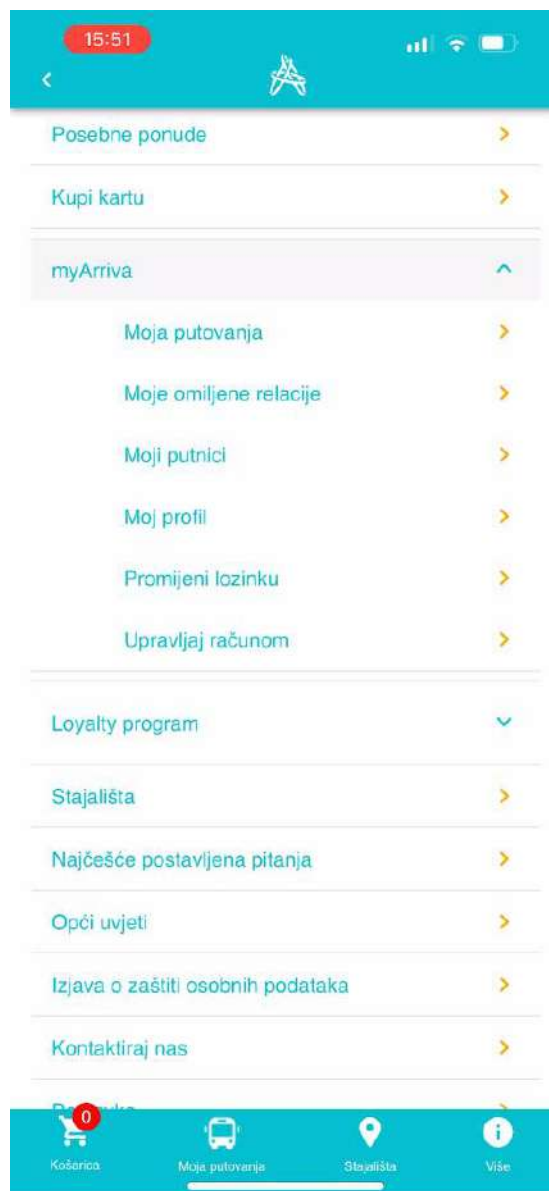 15:51
Posebne ponude
Kupi kartu
myArriva
Moja putovanja
Moje omiljene relacije
Moji putnici
Moj profil
Promijeni lozinku
Upravljaj računom
Loyalty program
Stajališta
Najčešće postavljena pitanja
Opći uvjeti
Izjava o zaštiti osobnih podataka
Kontaktiraj nas
0
Košarica
Moja putovanja
Stajališta
Više